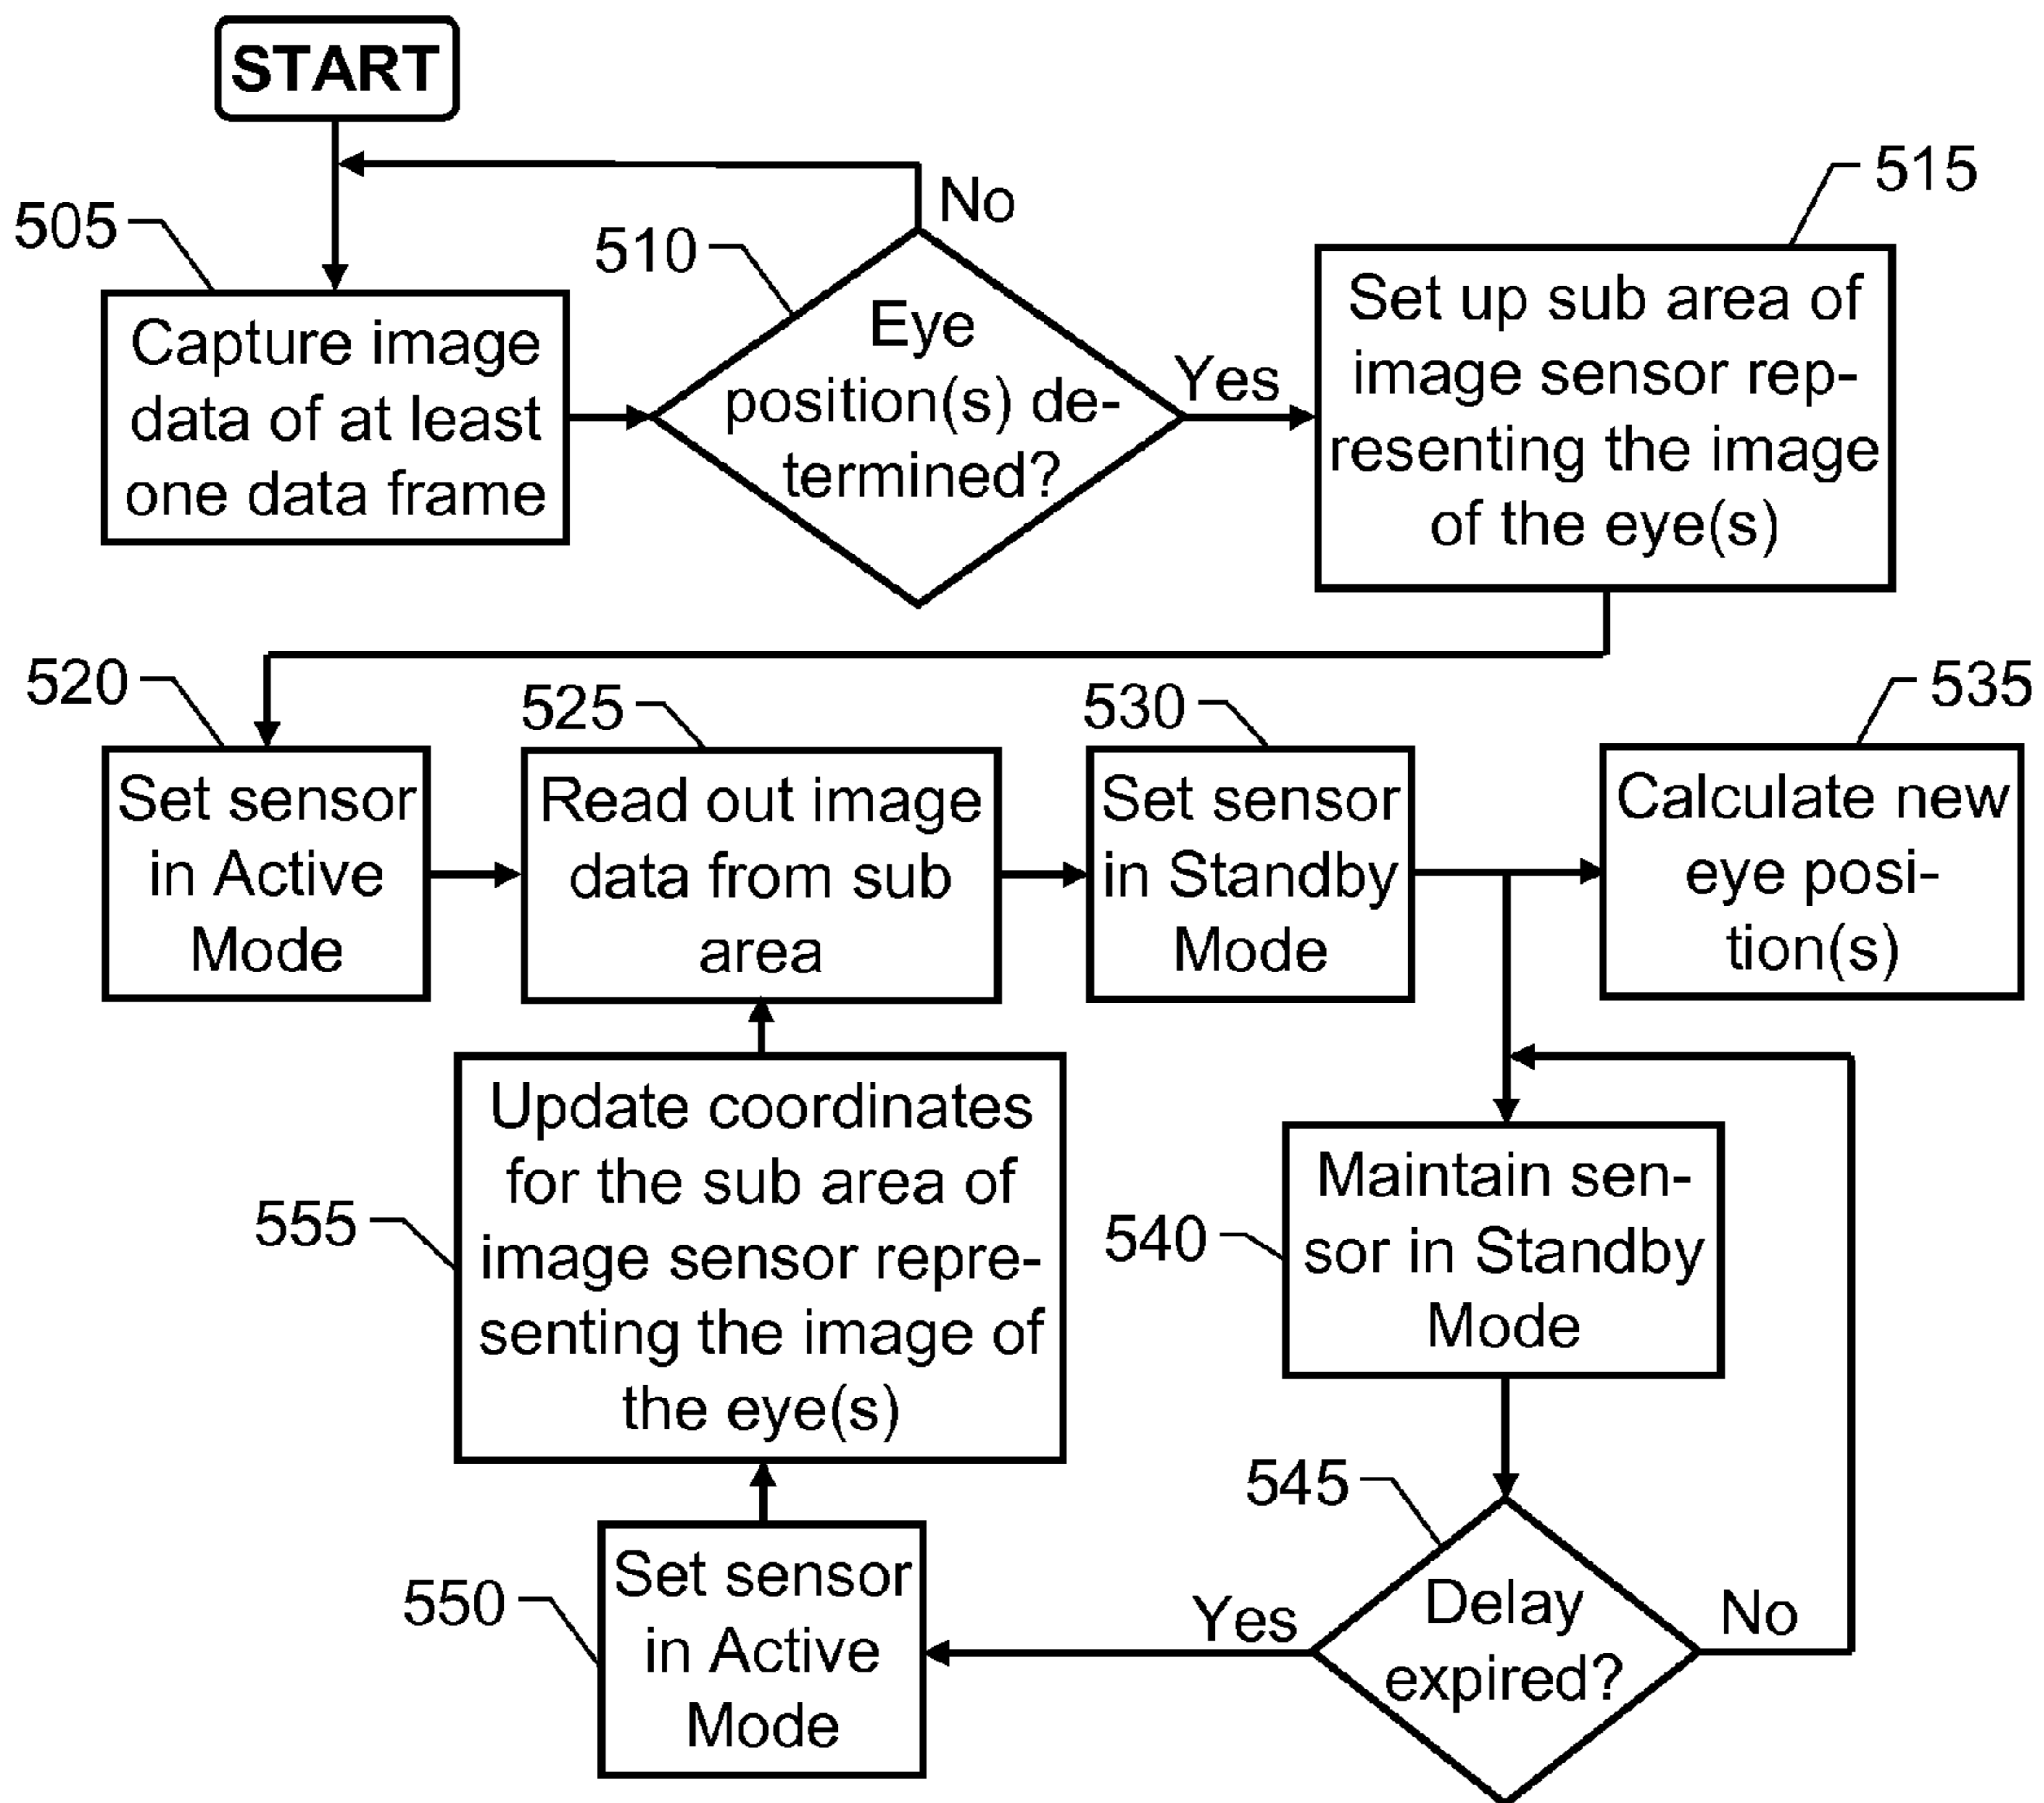 START
No
505
510
515
Capture image
data of at least
one data frame
Eye
position(s) de-
termined?
Yes
Set up sub area of
image sensor rep-
resenting the image
of the eye(s)
520
525
530
535
Set sensor
in Active
Mode
Read out image
data from sub
area
Set sensor
in Standby
Mode
Calculate new
eye posi-
tion(s)
555
Update coordinates
for the sub area of
image sensor repre-
senting the image of
the eye(s)
540
Maintain sen-
sor in Standby
Mode
545
550
Set sensor
in Active
Mode
Yes
Delay
expired?
No